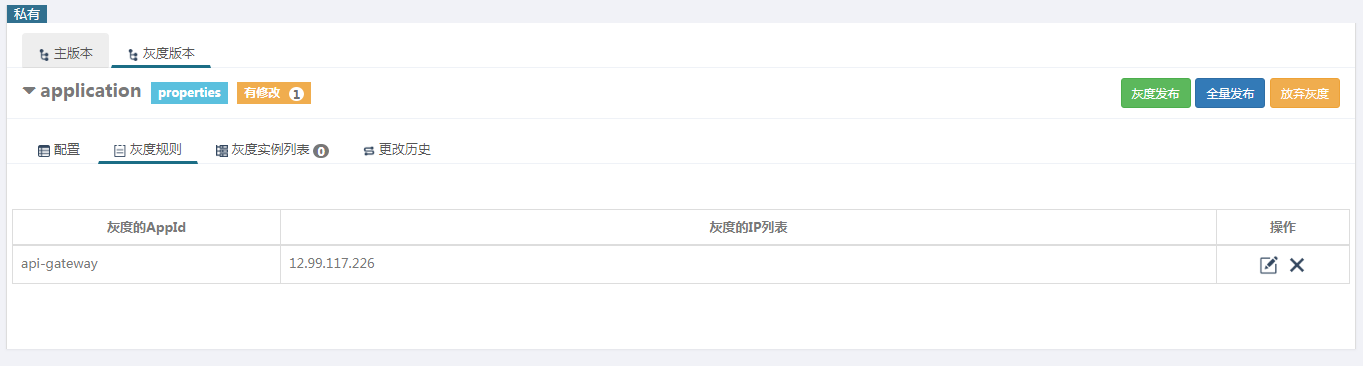 私有
主版本 灰度版本
application properties 有修改 1 灰度发布 全量发布 放弃灰度
配置 灰度规则 灰度实例列表 0 更改历史
灰度的AppId 灰度的IP列表 操作
api-gateway 12.99.117.226